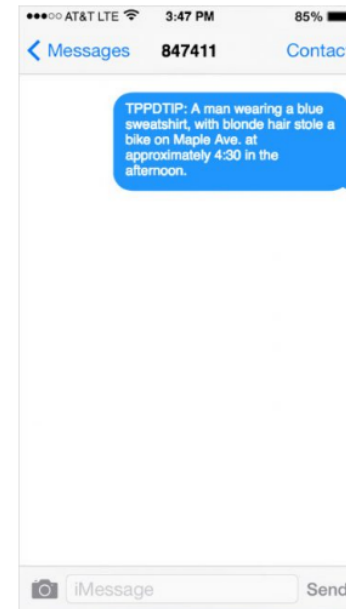 AT&T LTE 3:47 PM 85%
Messages 847411 Contac
TPPDTIP: A man wearing a blue
sweatshirt, with blonde hair stole a
bike on Maple Ave. at
approximately 4:30 in the
afternoon.
iMessage Send